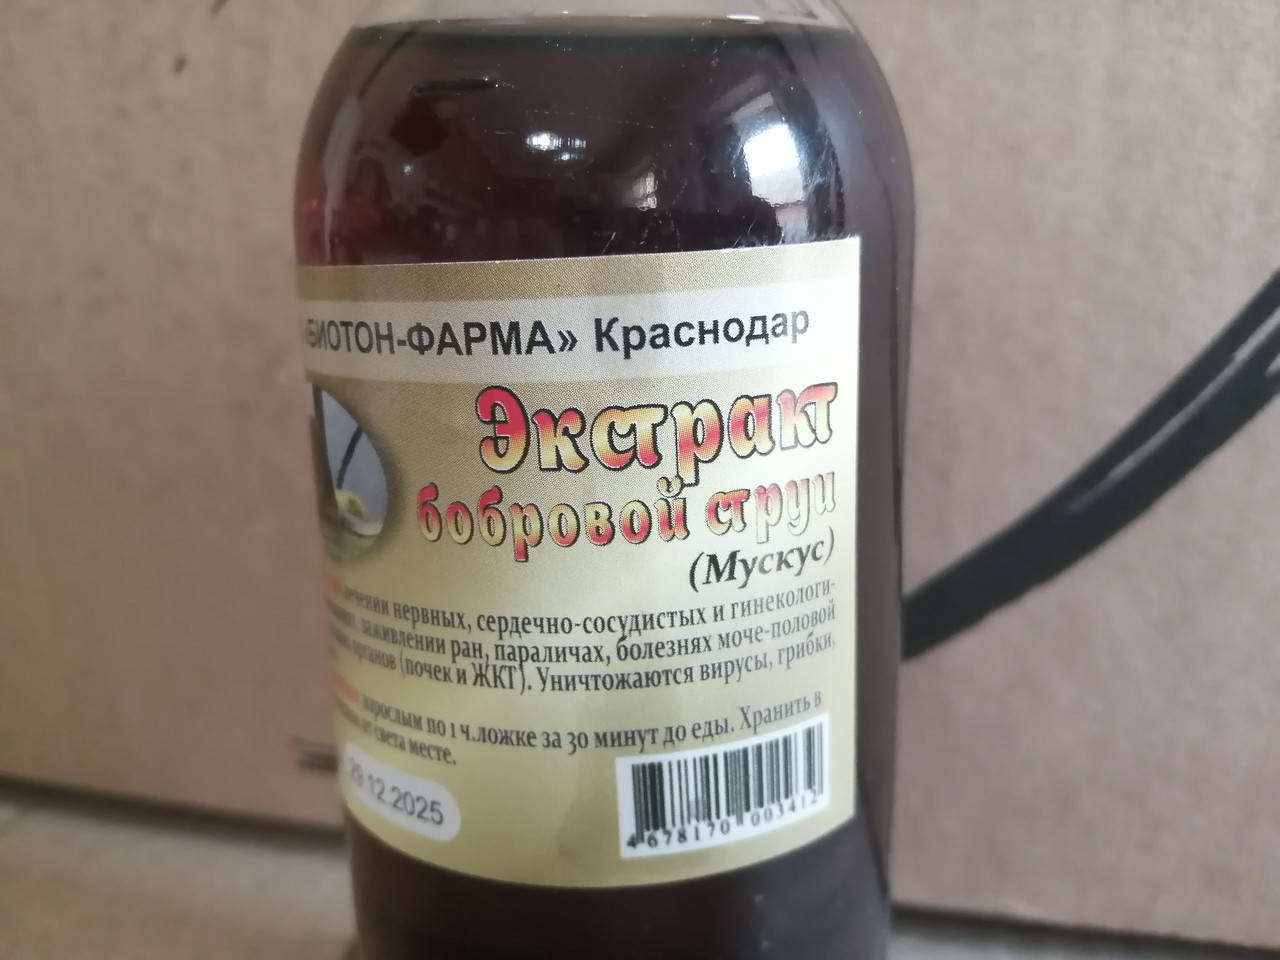 «БИОТОН-ФАРМА» Краснодар
Экстракт
бобровой струи
(Мускус)
лечении нервных, сердечно-сосудистых и гинекологи-
заживлении ран, параличах, болезнях моче-половой
органов (почек и ЖКТ). Уничтожаются вирусы, грибки,
взрослым по 1 ч.ложке за 30 минут до еды. Хранить в
от света месте.
29.12.2025
4 678170 003412